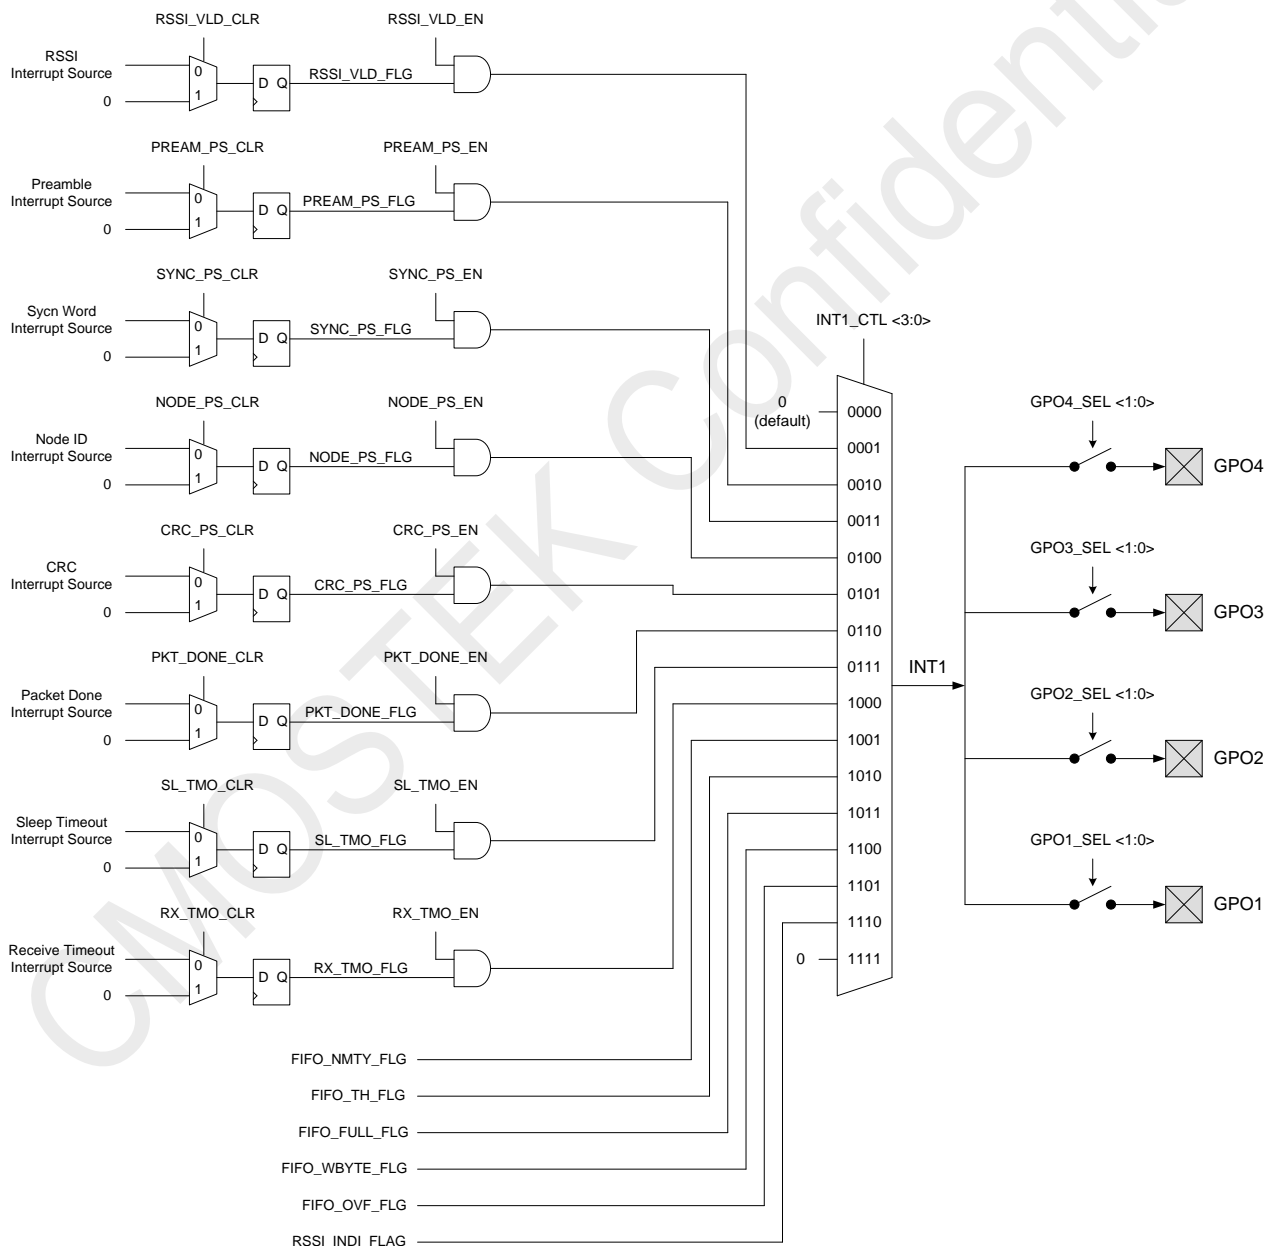 RSSI_VLD_CLR
RSSI_VLD_EN
RSSI
Interrupt Source
0
0
1
D Q
RSSI_VLD_FLG
PREAM_PS_CLR
PREAM_PS_EN
Preamble
Interrupt Source
0
0
1
D Q
PREAM_PS_FLG
SYNC_PS_CLR
SYNC_PS_EN
Sycn Word
Interrupt Source
0
0
1
D Q
SYNC_PS_FLG
NODE_PS_CLR
NODE_PS_EN
Node ID
Interrupt Source
0
0
1
D Q
NODE_PS_FLG
CRC_PS_CLR
CRC_PS_EN
CRC
Interrupt Source
0
0
1
D Q
CRC_PS_FLG
PKT_DONE_CLR
PKT_DONE_EN
Packet Done
Interrupt Source
0
0
1
D Q
PKT_DONE_FLG
SL_TMO_CLR
SL_TMO_EN
Sleep Timeout
Interrupt Source
0
0
1
D Q
SL_TMO_FLG
RX_TMO_CLR
RX_TMO_EN
Receive Timeout
Interrupt Source
0
0
1
D Q
RX_TMO_FLG
FIFO_NMTY_FLG
FIFO_TH_FLG
FIFO_FULL_FLG
FIFO_WBYTE_FLG
FIFO_OVF_FLG
RSSI_INDI_FLAG
INT1_CTL <3:0>
0
(default)
0000
0001
0010
0011
0100
0101
0110
0111
1000
1001
1010
1011
1100
1101
1110
0
1111
INT1
GPO4_SEL <1:0>
GPO4
GPO3_SEL <1:0>
GPO3
GPO2_SEL <1:0>
GPO2
GPO1_SEL <1:0>
GPO1
CMOSTEK Confidential